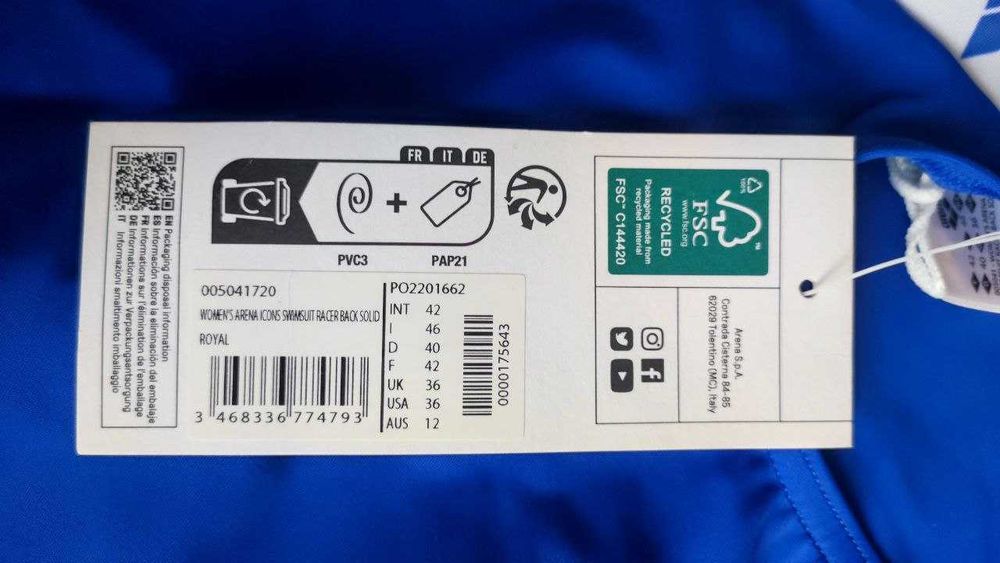 EN Packaging disposal information
ES Información sobre la eliminación del embalaje
FR Informations sur l'élimination de l'emballage
DE Informationen zur Verpackungsentsorgung
IT Informazioni smaltimento imballaggio
FR IT DE
+
PVC3 PAP21
005041720
WOMEN'S ARENA ICONS SWIMSUIT RACER BACK SOLID
ROYAL
3 468336 774793
PO2201662
INT 42
I 46
D 40
F 42
UK 36
USA 36
AUS 12
0000175643
100%
FSC
www.fsc.org
RECYCLED
Packaging made from
recycled material
FSC™ C144420
Arena S.p.A.
Contrada Cisterna 84-85
62029 Tolentino (MC), Italy